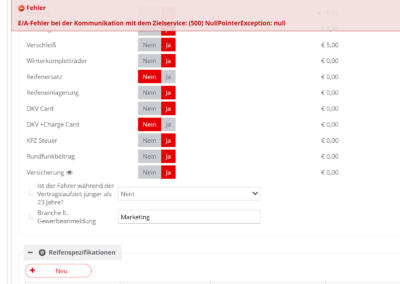 Fehler
E/A-Fehler bei der Kommunikation mit dem Zielservice: (500) NullPointerException: null
Verschleiß Nein Ja € 5,00
Winterkompletträder Nein Ja € 0,00
Reifenersatz Nein Ja € 0,00
Reifeneinlagerung Nein Ja € 0,00
DKV Card Nein Ja € 0,00
DKV +Charge Card Nein Ja € 0,00
KFZ Steuer Nein Ja € 0,00
Rundfunkbeitrag Nein Ja € 0,00
Versicherung Nein Ja € 0,00
Ist der Fahrer während der
Vertragslaufzeit jünger als Nein
23 Jahre?
Branche lt. Marketing
Gewerbeanmeldung
Reifenspezifikationen
+ Neu